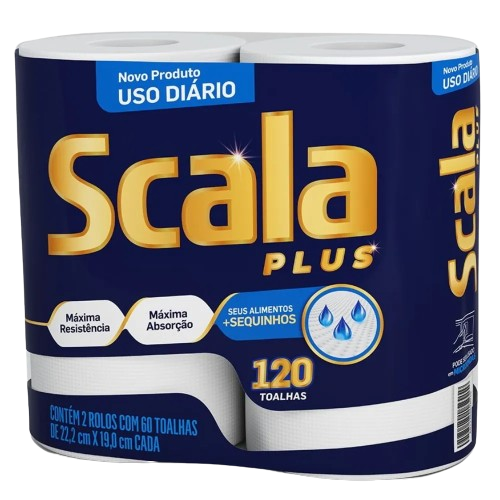 Novo Produto
USO DIÁRIO
Scala
PLUS
Máxima
Resistência
Máxima
Absorção
SEUS ALIMENTOS
+SEQUINHOS
120
TOALHAS
CONTÉM 2 ROLOS COM 60 TOALHAS
DE 22,2 cm X 19,0 cm CADA
Novo Produto
USO DIÁRIO
Scala
PLUS